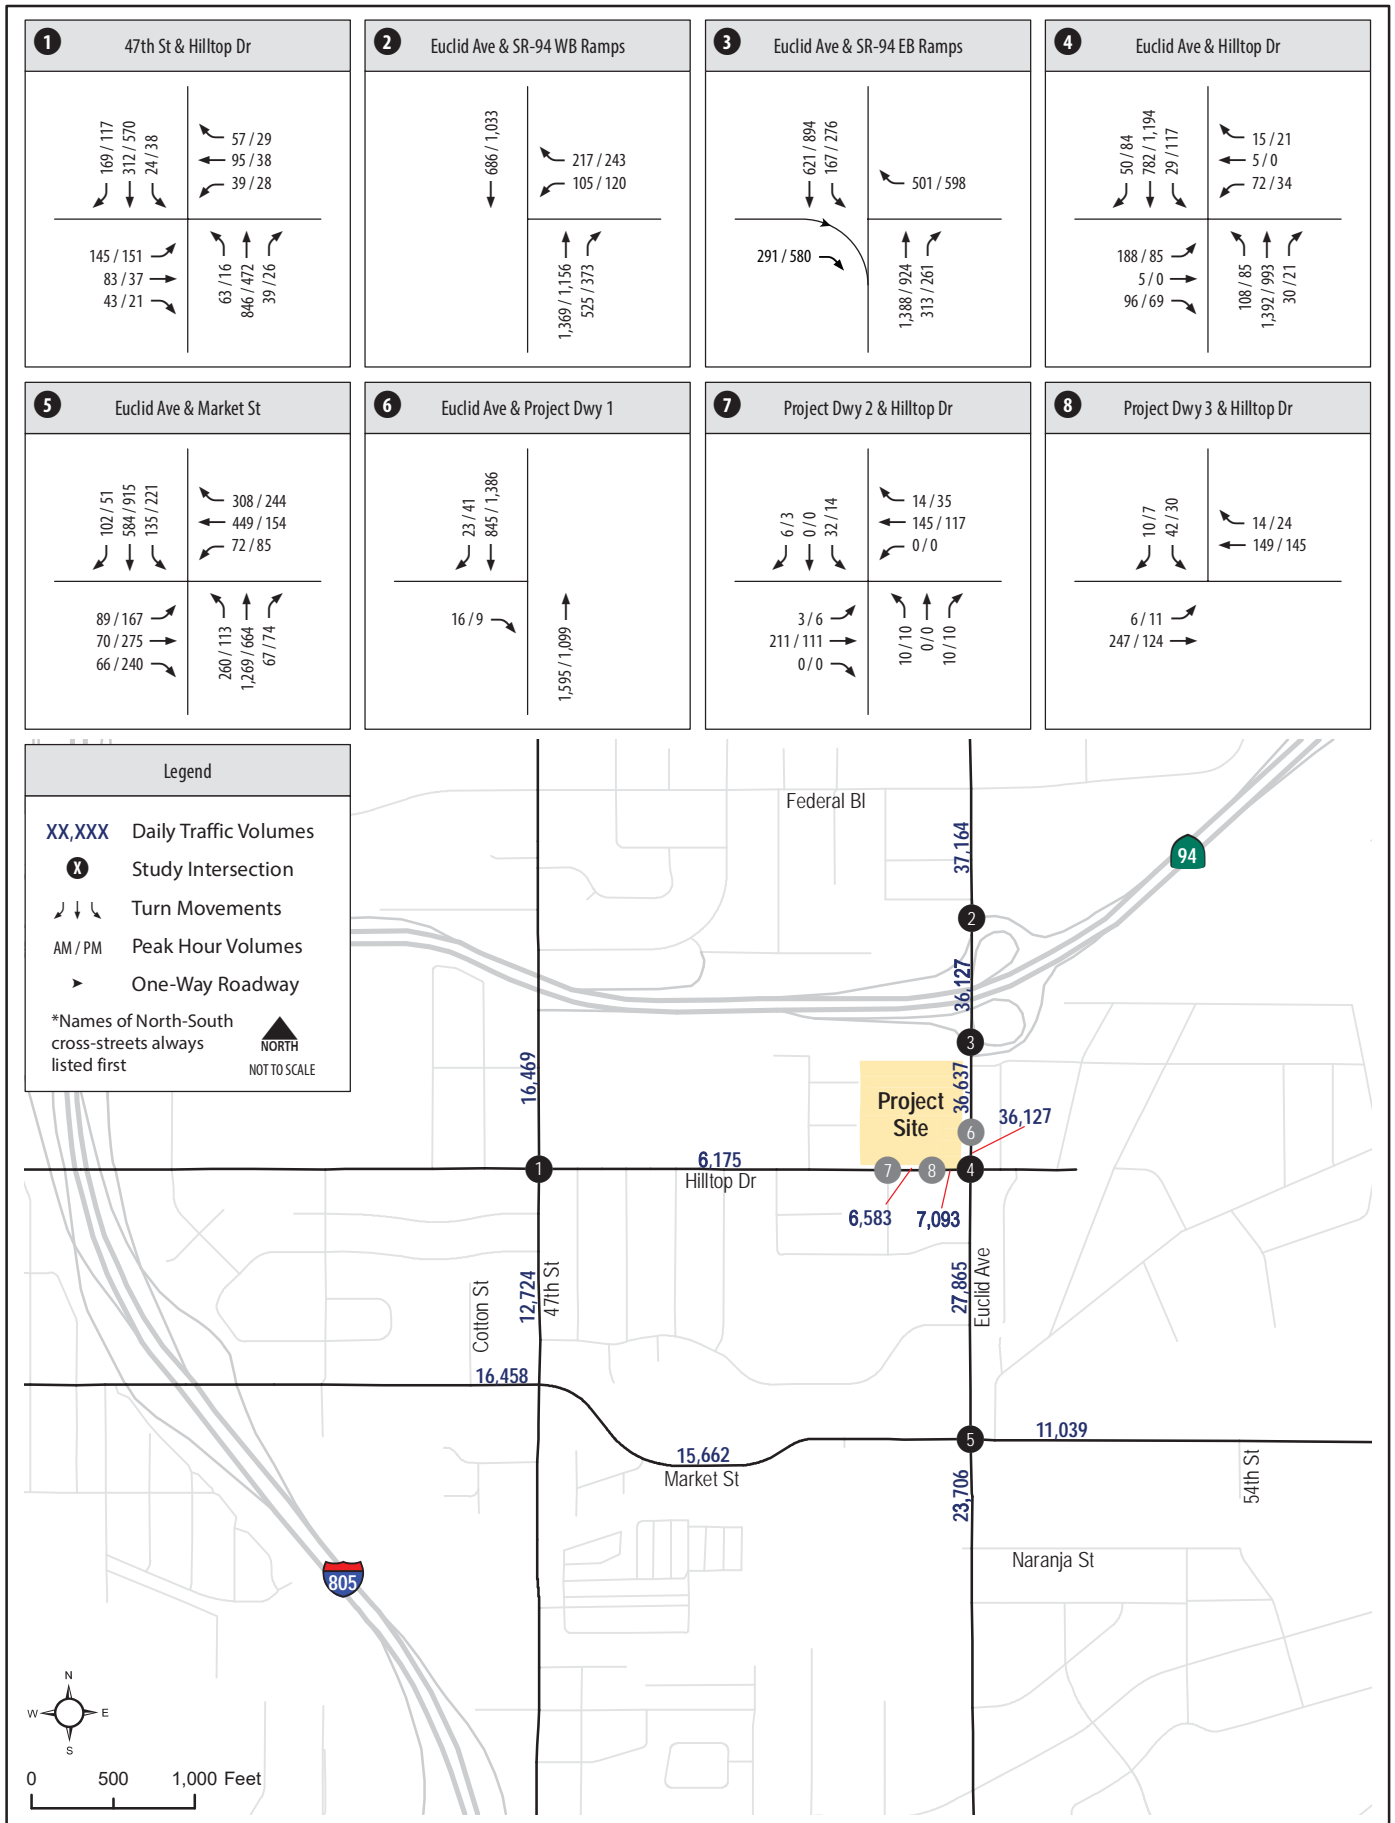 1
47th St & Hilltop Dr
169 / 117
312 / 570
24 / 38
57 / 29
95 / 38
39 / 28
145 / 151
83 / 37
43 / 21
63 / 16
846 / 472
39 / 26
2
Euclid Ave & SR-94 WB Ramps
686 / 1,033
217 / 243
105 / 120
1,369 / 1,156
525 / 373
3
Euclid Ave & SR-94 EB Ramps
621 / 894
167 / 276
501 / 598
291 / 580
1,388 / 924
313 / 261
4
Euclid Ave & Hilltop Dr
50 / 84
782 / 1,194
29 / 117
15 / 21
5 / 0
72 / 34
188 / 85
5 / 0
96 / 69
108 / 85
1,392 / 993
30 / 21
5
Euclid Ave & Market St
102 / 51
584 / 915
135 / 221
308 / 244
449 / 154
72 / 85
89 / 167
70 / 275
66 / 240
260 / 113
1,269 / 664
67 / 74
6
Euclid Ave & Project Dwy 1
23 / 41
845 / 1,386
16 / 9
1,595 / 1,099
7
Project Dwy 2 & Hilltop Dr
6 / 3
0 / 0
32 / 14
14 / 35
145 / 117
0 / 0
3 / 6
211 / 111
0 / 0
10 / 10
0 / 0
10 / 10
8
Project Dwy 3 & Hilltop Dr
10 / 7
42 / 30
14 / 24
149 / 145
6 / 11
247 / 124
Legend
XX,XXX Daily Traffic Volumes
X Study Intersection
Turn Movements
AM / PM Peak Hour Volumes
One-Way Roadway
*Names of North-South
cross-streets always
listed first
NORTH
NOT TO SCALE
Federal Bl
37,164
94
2
36,127
3
16,469
36,637
Project
Site
36,127
6
1
6,175
Hilltop Dr
7
8
4
6,583
7,093
12,724
47th St
Cotton St
27,865
Euclid Ave
16,458
15,662
Market St
5
11,039
54th St
23,706
Naranja St
805
N
W
E
S
0
500
1,000 Feet